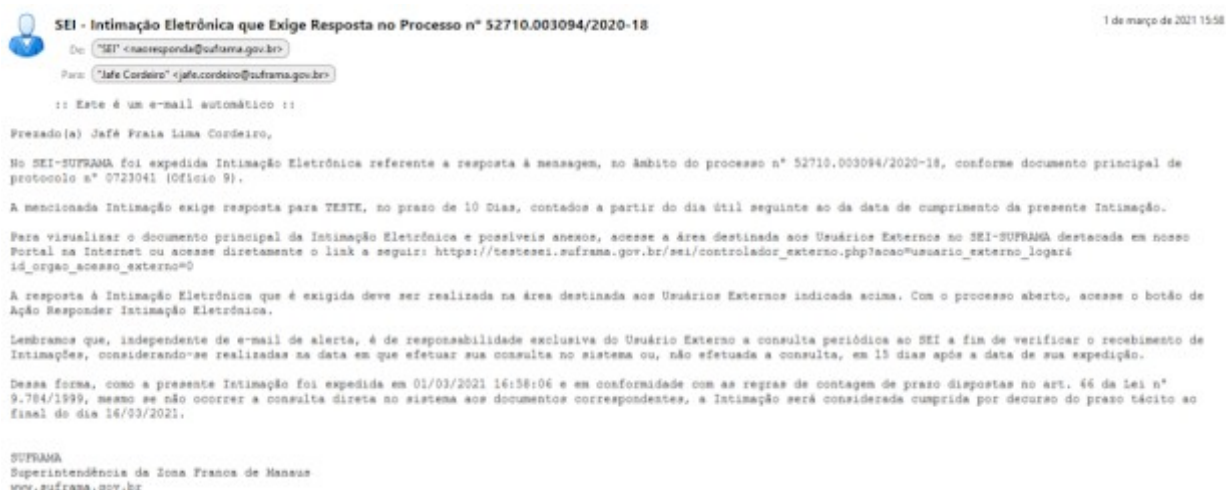 SEI - Intimação Eletrônica que Exige Resposta no Processo nº 52710.003094/2020-18
1 de março de 2021 15:58
De: "SEI" <naoresponda@suframa.gov.br>
Para: "Jafe Cordeiro" <jafe.cordeiro@suframa.gov.br>
:: Este é um e-mail automático ::
Prezado(a) Jafé Praia Lima Cordeiro,
No SEI-SUFRAMA foi expedida Intimação Eletrônica referente a resposta à mensagem, no âmbito do processo nº 52710.003094/2020-18, conforme documento principal de
protocolo nº 0723041 (Ofício 9).
A mencionada Intimação exige resposta para TESTE, no prazo de 10 Dias, contados a partir do dia útil seguinte ao da data de cumprimento da presente Intimação.
Para visualizar o documento principal da Intimação Eletrônica e possíveis anexos, acesse a área destinada aos Usuários Externos no SEI-SUFRAMA destacada em nosso
Portal na Internet ou acesse diretamente o link a seguir: https://testesei.suframa.gov.br/sei/controlador_externo.php?acao=usuario_externo_logar&
id_orgao_acesso_externo=0
A resposta à Intimação Eletrônica que é exigida deve ser realizada na área destinada aos Usuários Externos indicada acima. Com o processo aberto, acesse o botão de
Ação Responder Intimação Eletrônica.
Lembramos que, independente de e-mail de alerta, é de responsabilidade exclusiva do Usuário Externo a consulta periódica ao SEI a fim de verificar o recebimento de
Intimações, considerando-se realizadas na data em que efetuar sua consulta no sistema ou, não efetuada a consulta, em 15 dias após a data de sua expedição.
Dessa forma, como a presente Intimação foi expedida em 01/03/2021 16:58:06 e em conformidade com as regras de contagem de prazo dispostas no art. 66 da Lei nº
9.784/1999, mesmo se não ocorrer a consulta direta no sistema aos documentos correspondentes, a Intimação será considerada cumprida por decurso do prazo tácito ao
final do dia 16/03/2021.
SUFRAMA
Superintendência da Zona Franca de Manaus
www.suframa.gov.br